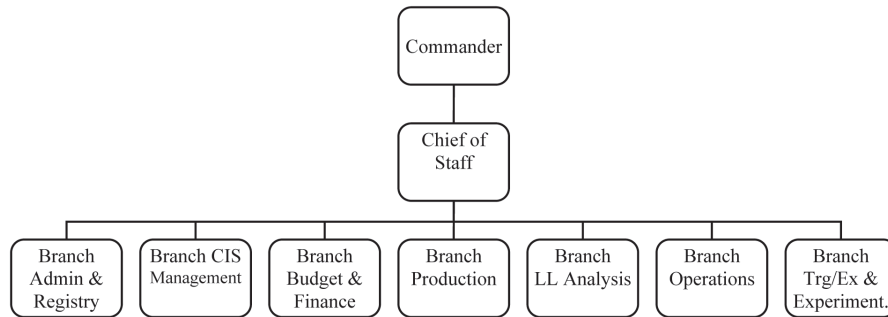 Commander
Chief of
Staff
Branch
Admin &
Registry
Branch CIS
Management
Branch
Budget &
Finance
Branch
Production
Branch
LL Analysis
Branch
Operations
Branch
Trg/Ex &
Experiment.